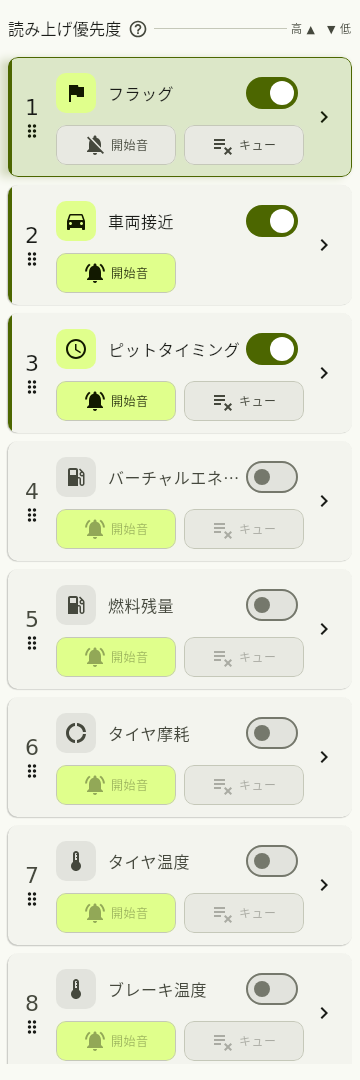 読み上げ優先度 高▲ ▼低
1 フラッグ
開始音 キュー
2 車両接近
開始音
3 ピットタイミング
開始音 キュー
4 バーチャルエネ…
開始音 キュー
5 燃料残量
開始音 キュー
6 タイヤ摩耗
開始音 キュー
7 タイヤ温度
開始音 キュー
8 ブレーキ温度
開始音 キュー